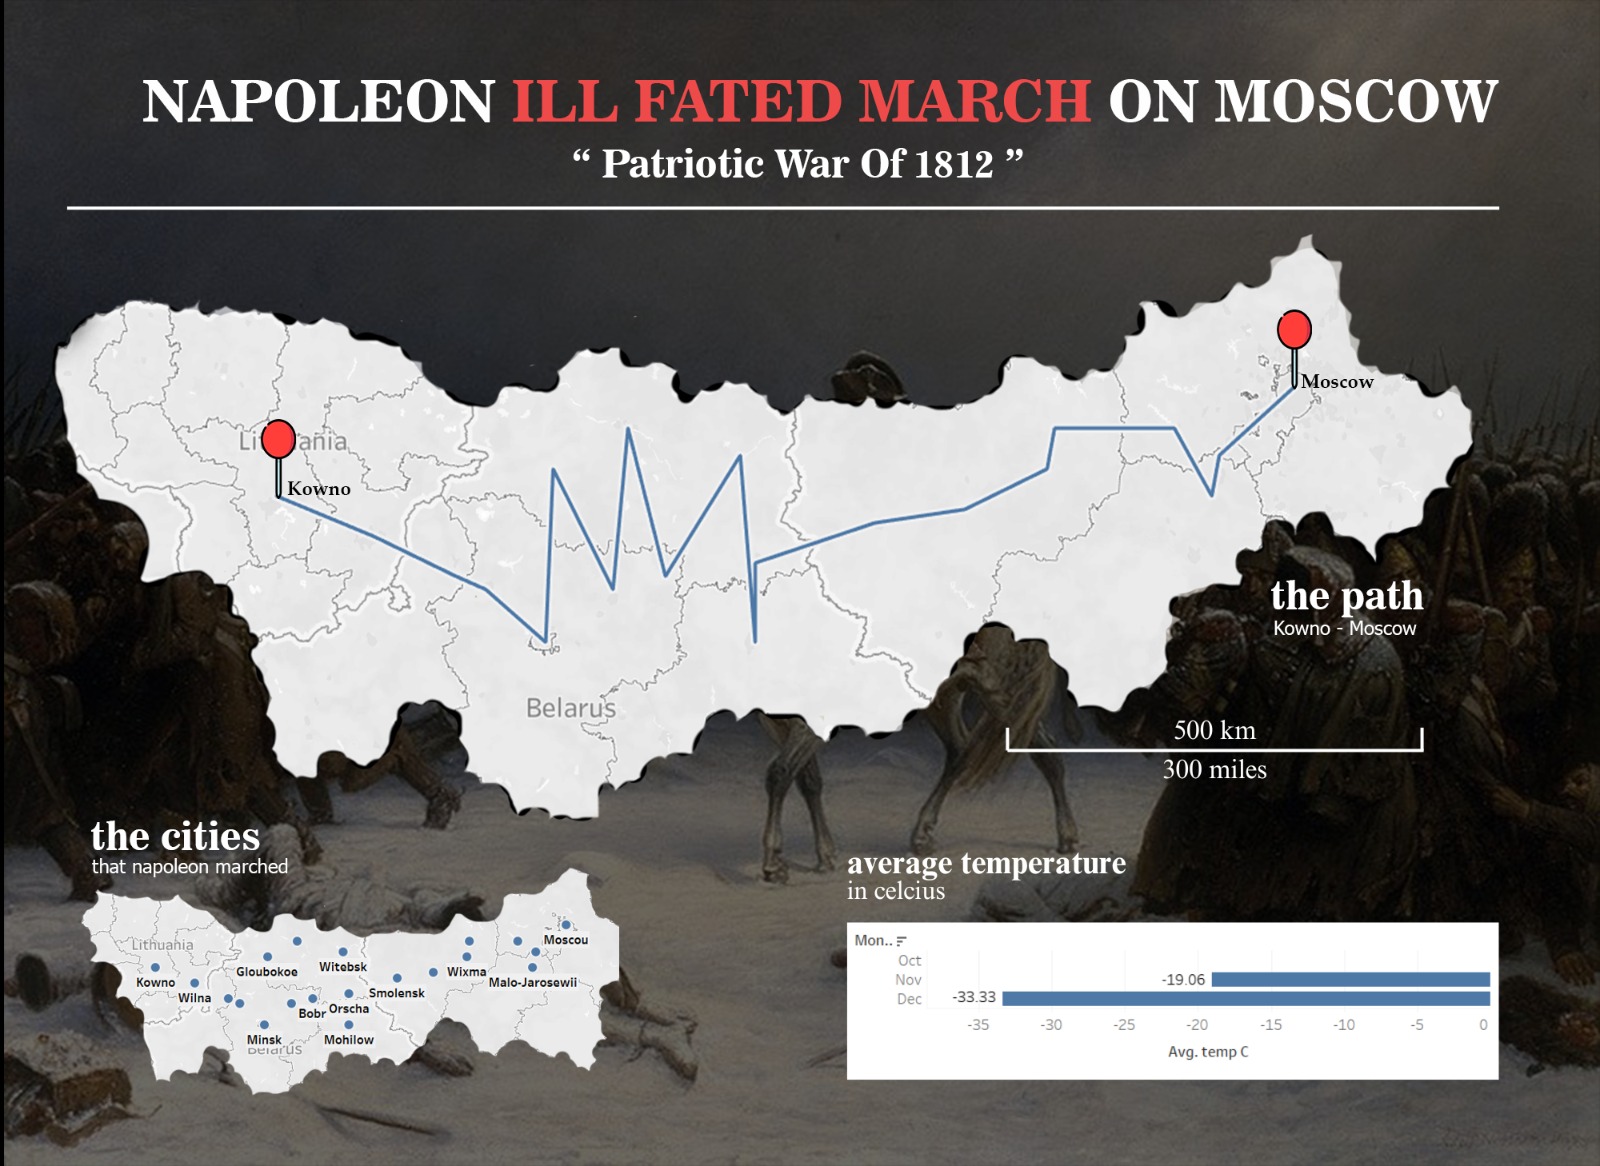 NAPOLEON ILL FATED MARCH ON MOSCOW
“ Patriotic War Of 1812 ”
Moscow
Kowno
Belarus
the path
Kowno - Moscow
500 km
300 miles
the cities
that napoleon marched
Lithuania
Moscou
Gloubokoe
Witebsk
Wixma
Kowno
Malo-Jarosewii
Smolensk
Wilna
Orscha
Bobr
Minsk
Mohilow
Belarus
average temperature
in celcius
Mon..
Oct
Nov -19.06
Dec -33.33
-35 -30 -25 -20 -15 -10 -5 0
Avg. temp C